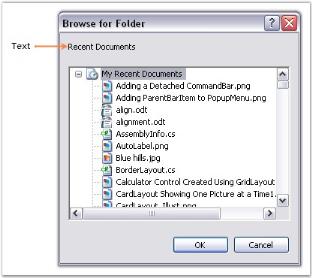 Browse for Folder
Text
Recent Documents
My Recent Documents
Adding a Detached CommandBar.png
Adding ParentBarItem to PopupMenu.png
align.odt
alignment.odt
AssemblyInfo.cs
AutoLabel.png
Blue hills.jpg
BorderLayout.cs
Calculator Control Created Using GridLayout
CardLayout Showing One Picture at a Time1.
CardLayout_Illust.png
OK
Cancel